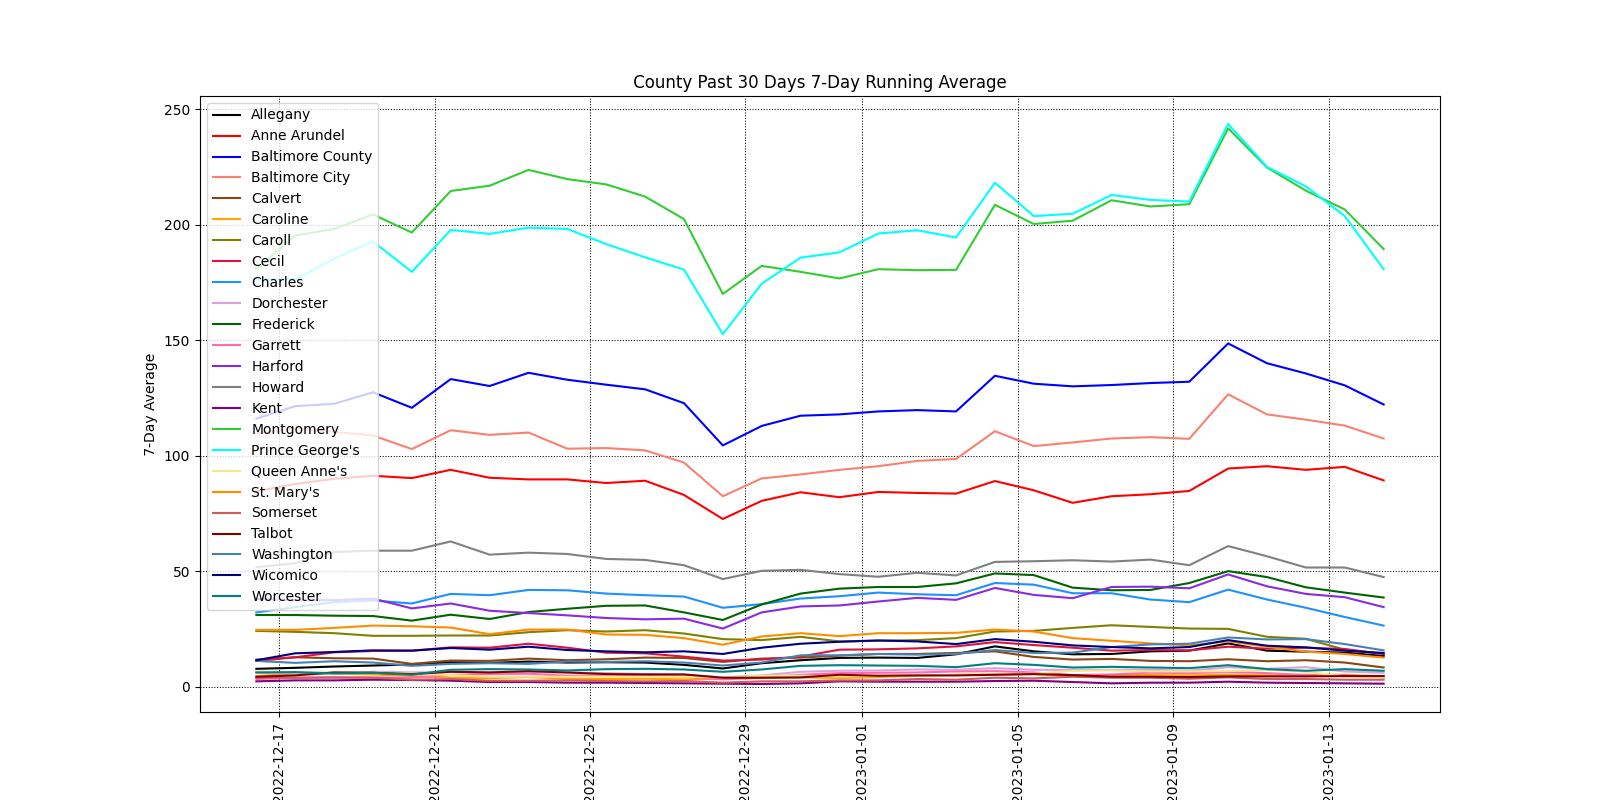 County Past 30 Days 7-Day Running Average
7-Day Average
250
200
150
100
50
0
Allegany
Anne Arundel
Baltimore County
Baltimore City
Calvert
Caroline
Caroll
Cecil
Charles
Dorchester
Frederick
Garrett
Harford
Howard
Kent
Montgomery
Prince George's
Queen Anne's
St. Mary's
Somerset
Talbot
Washington
Wicomico
Worcester
2022-12-17
2022-12-21
2022-12-25
2022-12-29
2023-01-01
2023-01-05
2023-01-09
2023-01-13